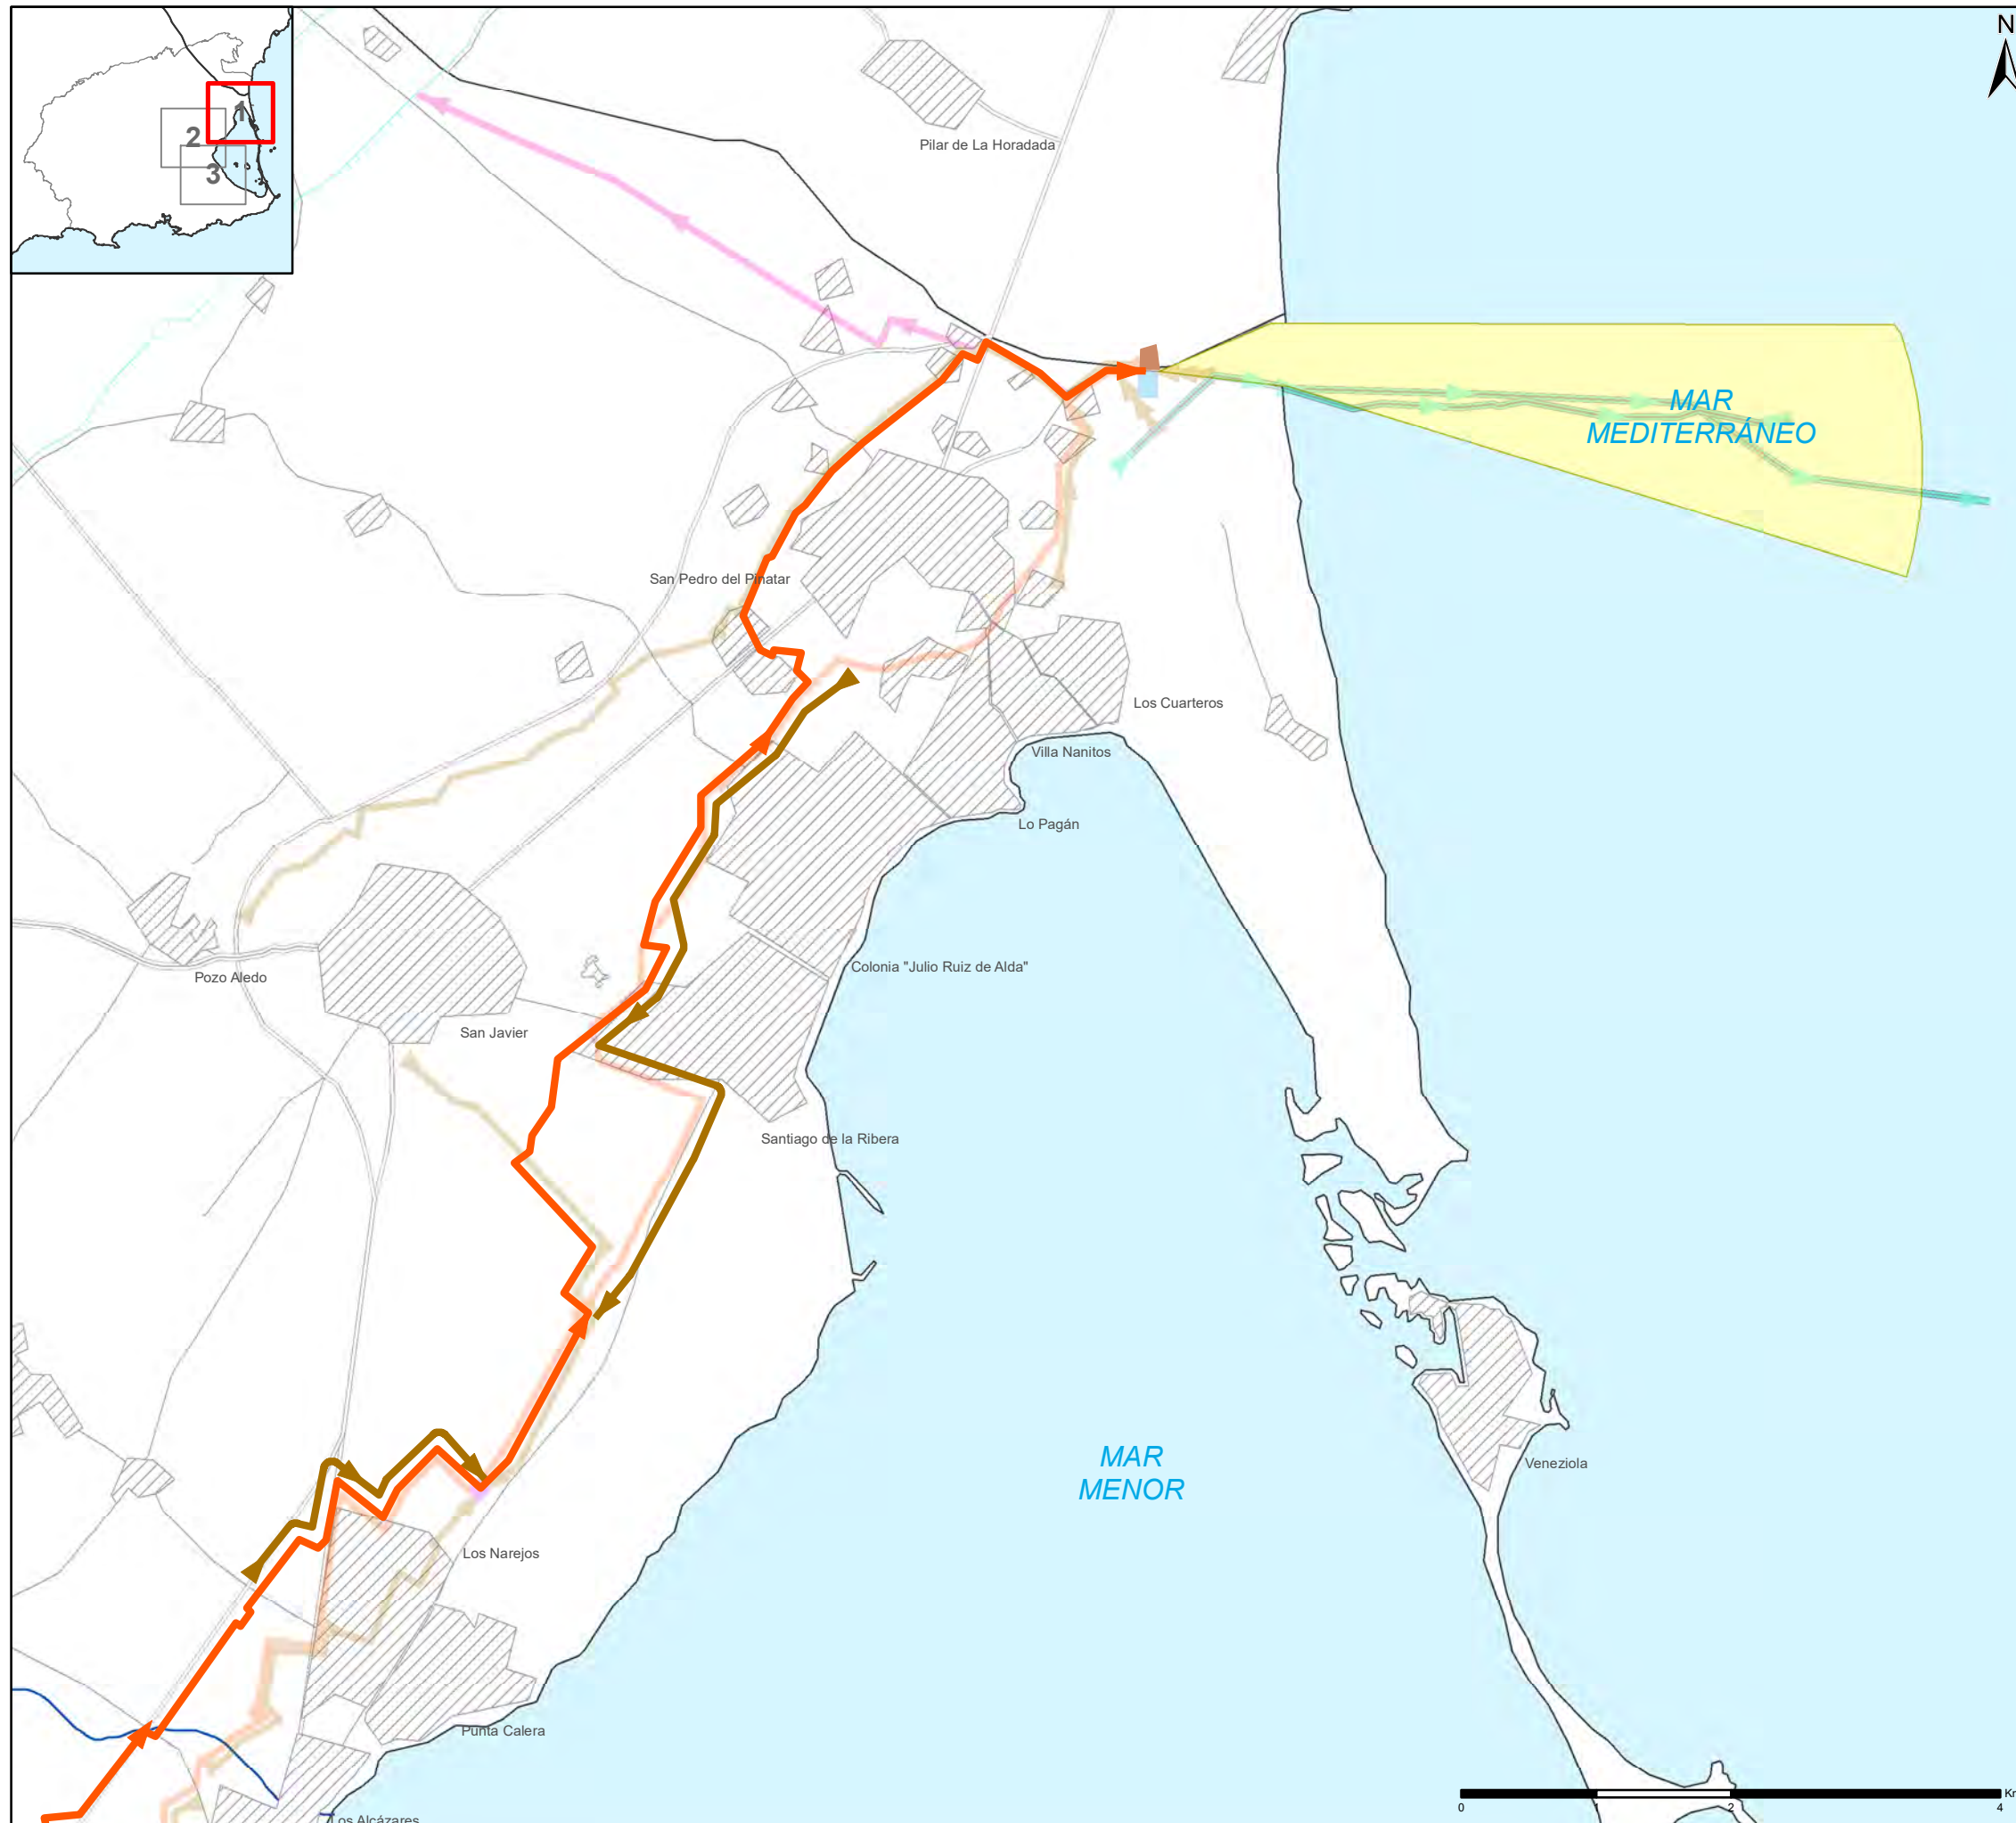 N
1
2
3
Pilar de La Horadada
MAR
MEDITERRÁNEO
San Pedro del Pinatar
Los Cuarteros
Villa Nanitos
Lo Pagán
Colonia "Julio Ruiz de Alda"
Pozo Aledo
San Javier
Santiago de la Ribera
MAR
MENOR
Veneziola
Los Narejos
Punta Calera
Los Alcázares
0 1 2 4